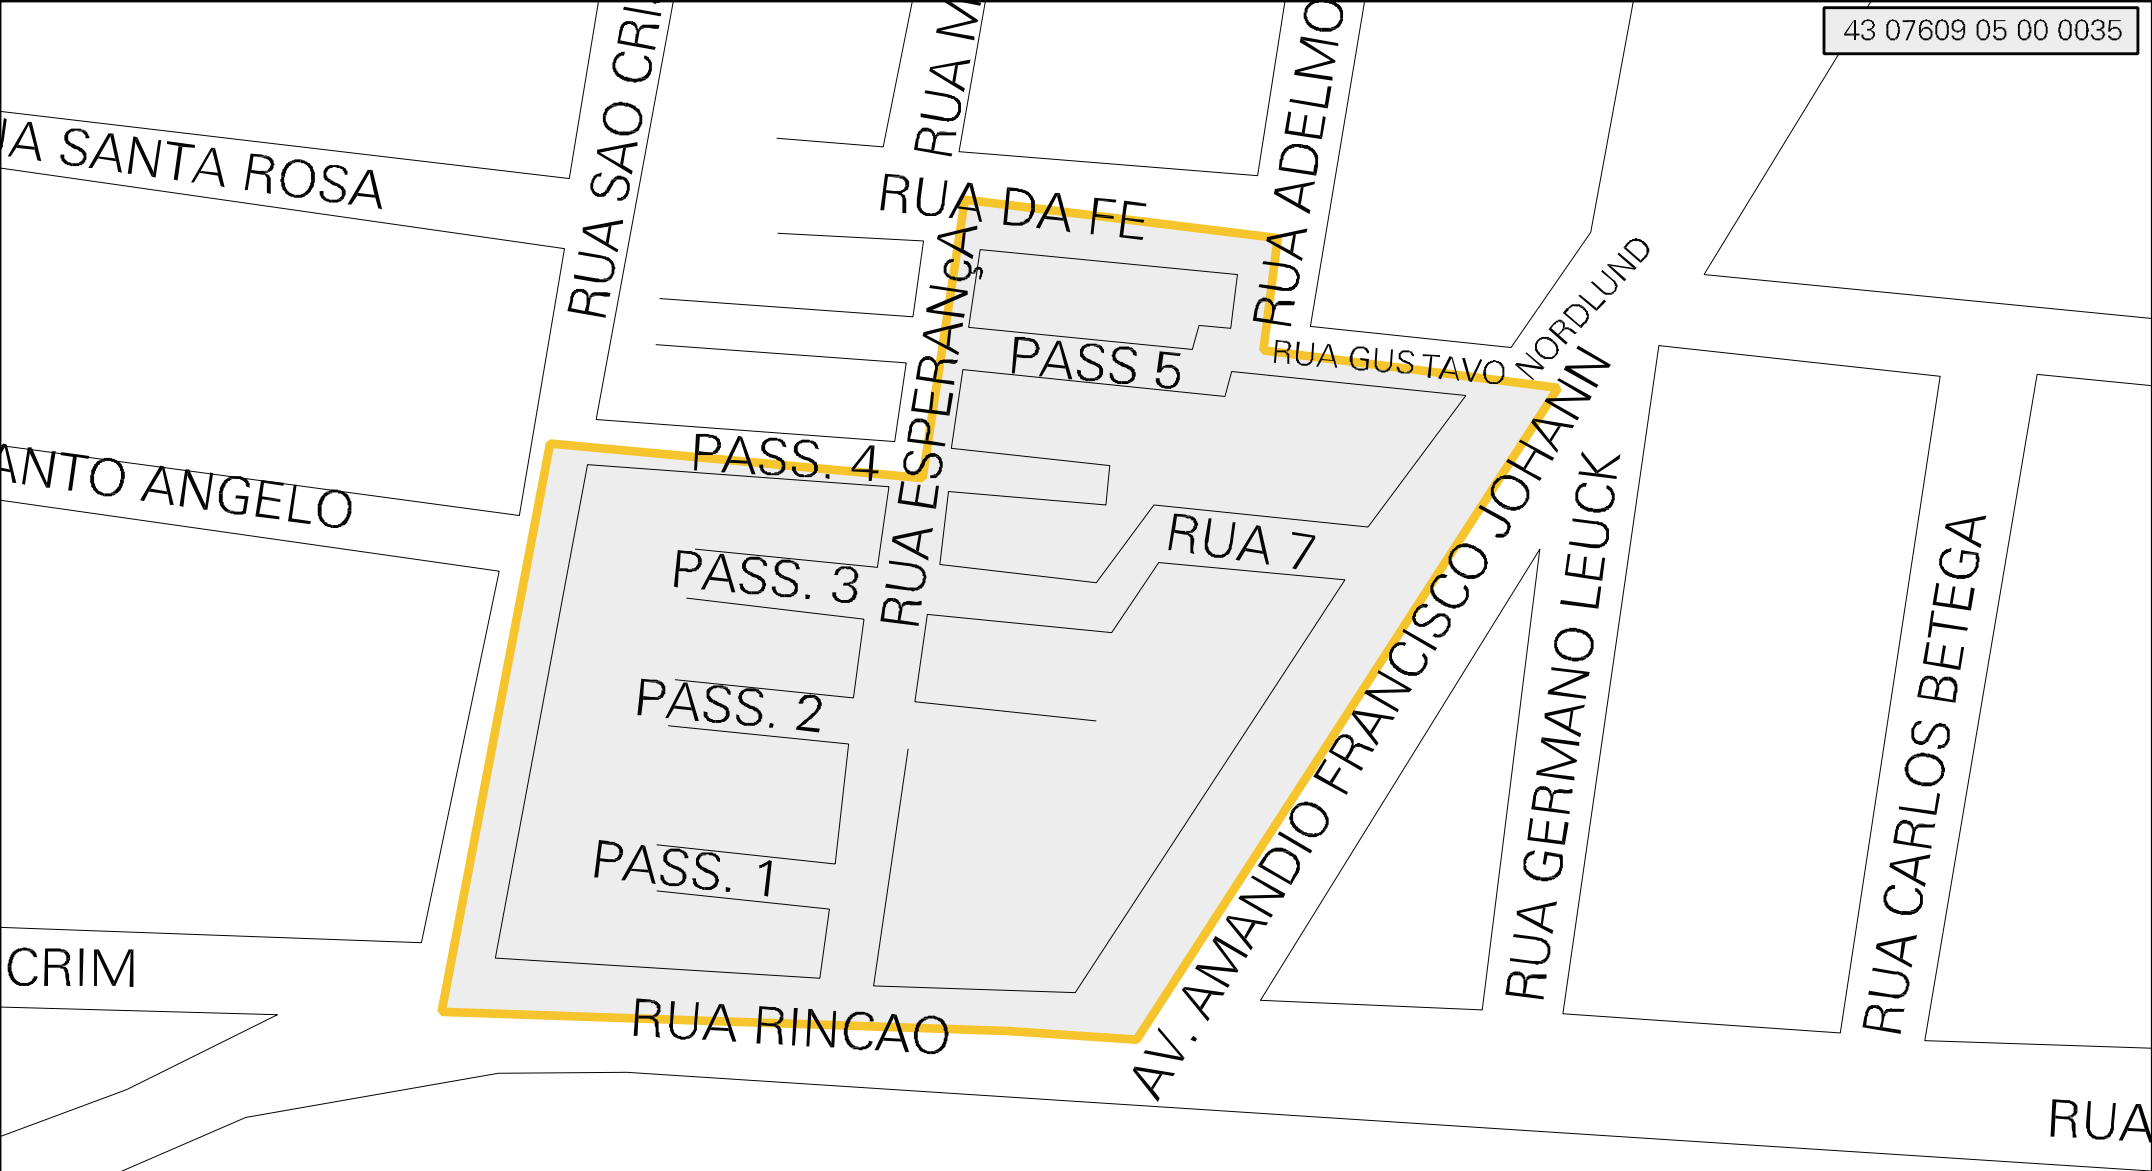 43 07609 05 00 0035
RUA SAO CRI
RUA M
RUA ADELMO
UA SANTA ROSA
RUA DA FE
NORDLUND
RUA GUSTAVO
PASS 5
RUA ESPERANÇA
PASS. 4
ANTO ANGELO
RUA 7
PASS. 3
PASS. 2
PASS. 1
AV. AMANDIO FRANCISCO JOHANN
RUA GERMANO LEUCK
RUA CARLOS BETEGA
CRIM
RUA RINCAO
RUA